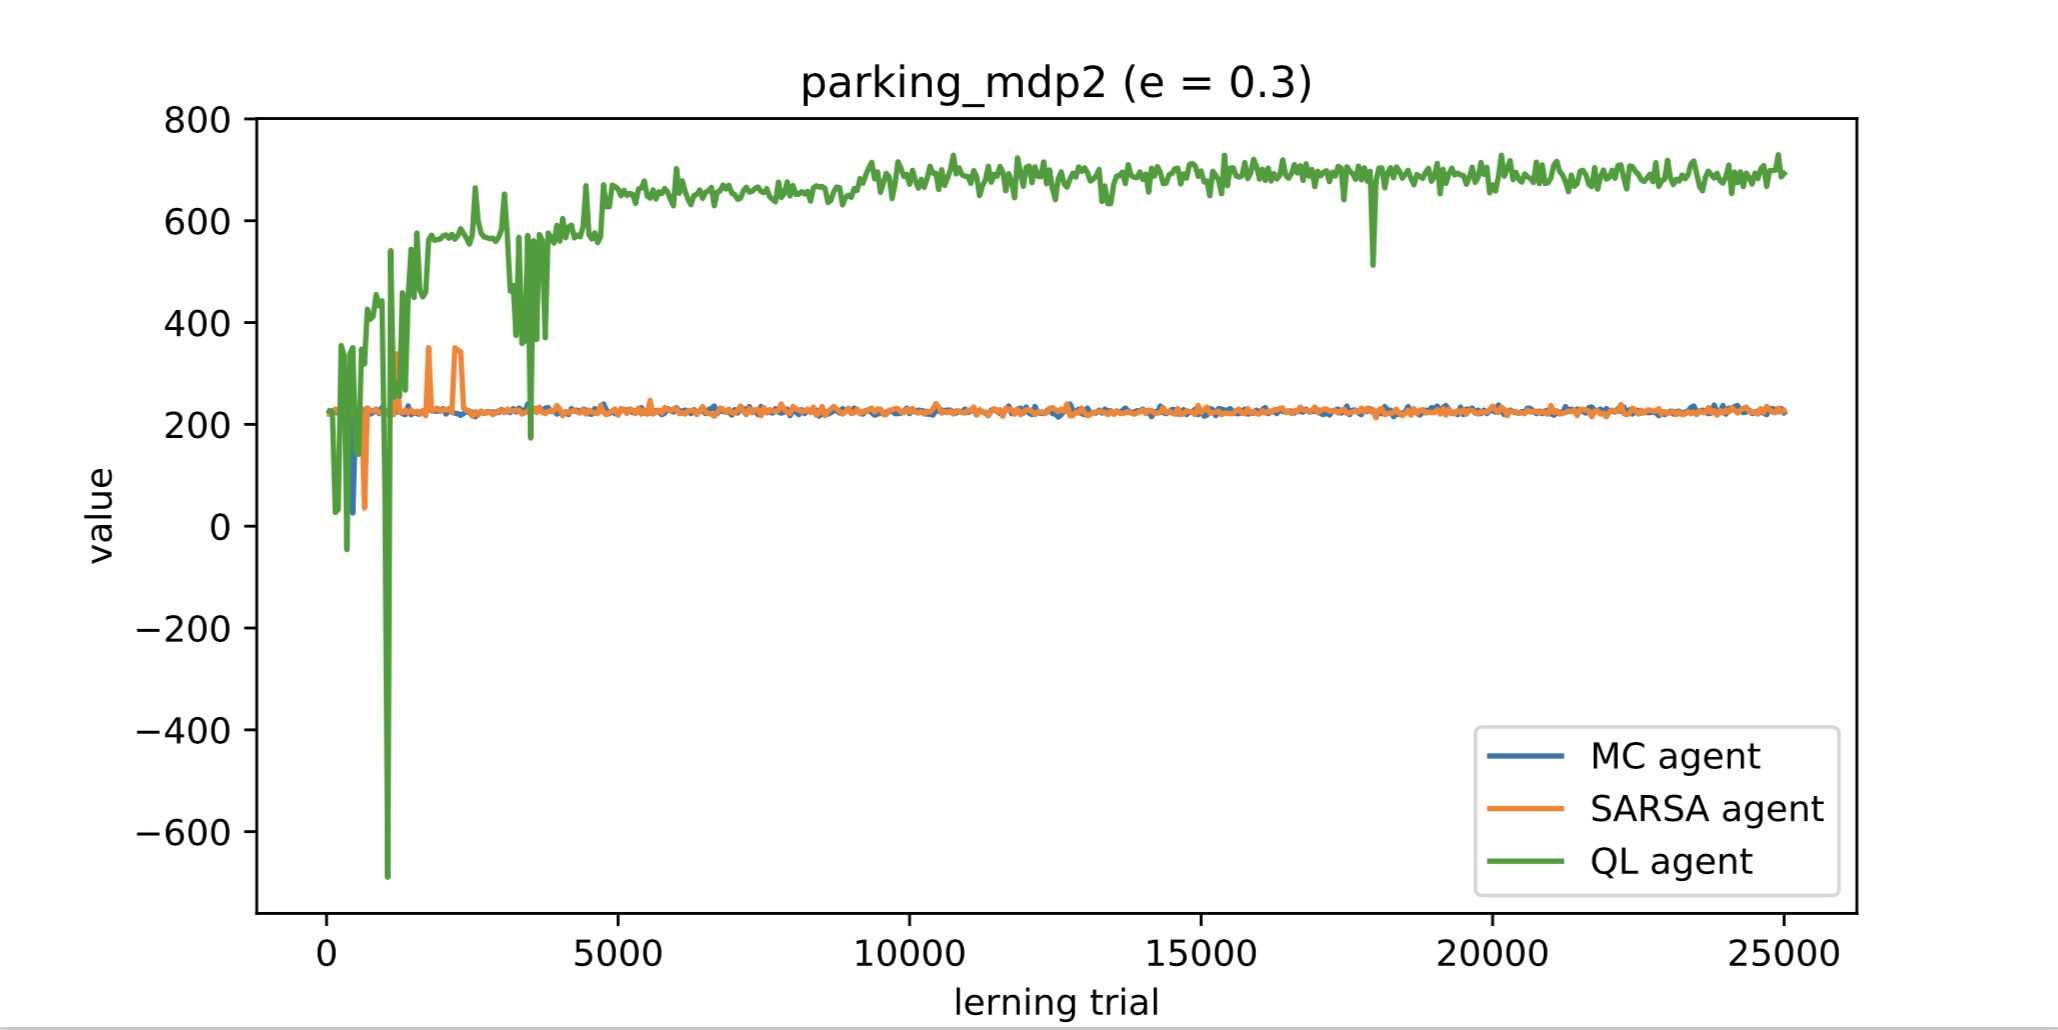 parking_mdp2 (e = 0.3)
800
600
400
200
0
−200
−400
−600
value
MC agent
SARSA agent
QL agent
0 5000 10000 15000 20000 25000
lerning trial